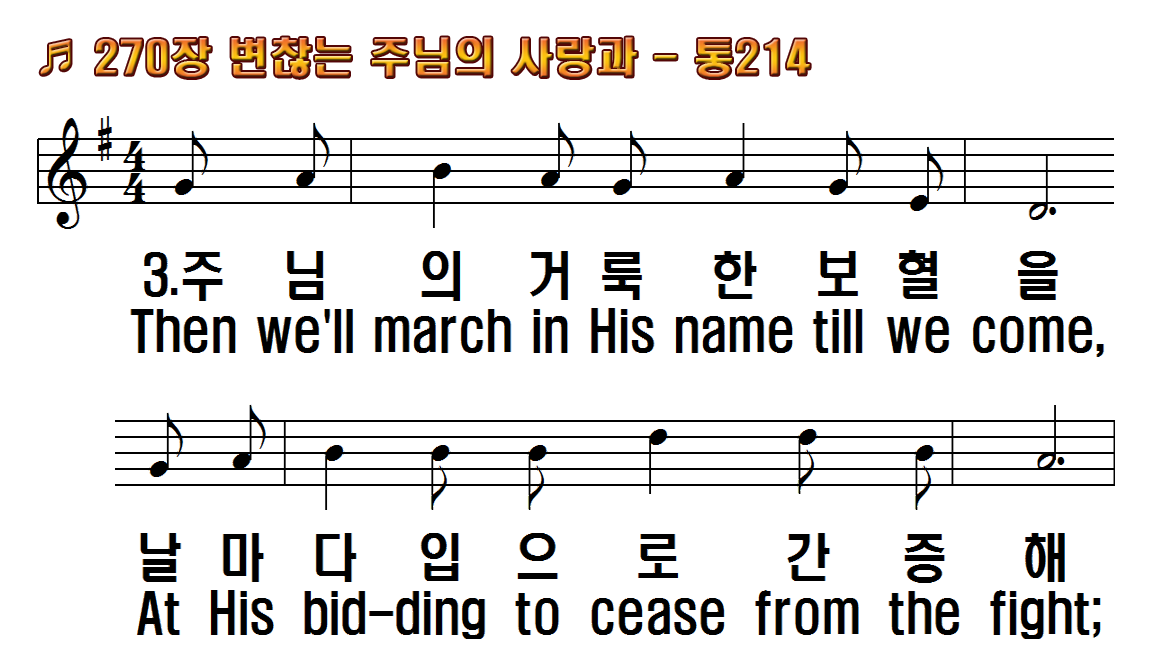 ♬ 270장 변찮는 주님의 사랑과 - 통214
4
4
3.주 님 의 거 룩 한 보 혈 을
Then we'll march in His name till we come,
날 마 다 입 으 로 간 증 해
At His bid-ding to cease from the fight;